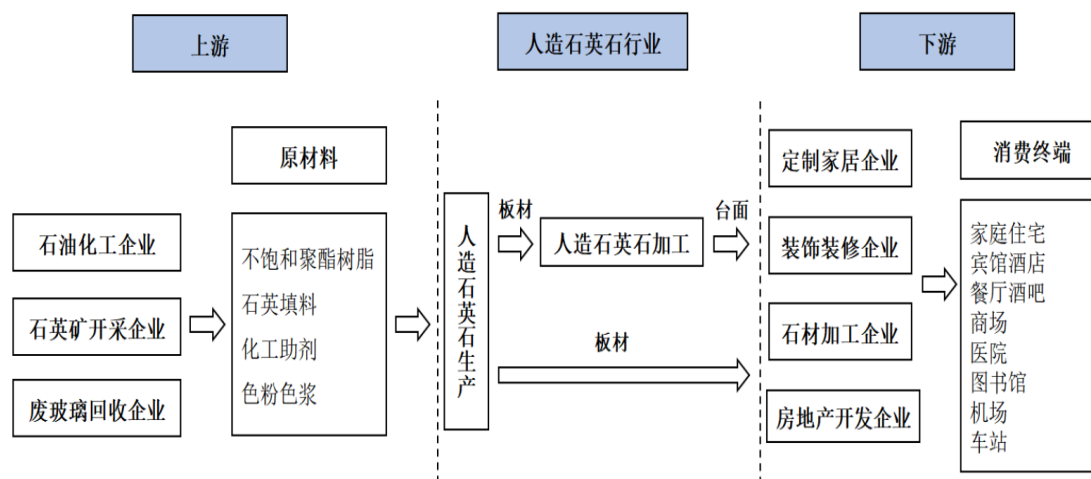 上游
人造石英石行业
下游
原材料
石油化工企业
石英矿开采企业
废玻璃回收企业
不饱和聚酯树脂
石英填料
化工助剂
色粉色浆
人造石英石生产
板材
人造石英石加工
台面
板材
定制家居企业
装饰装修企业
石材加工企业
房地产开发企业
消费终端
家庭住宅
宾馆酒店
餐厅酒吧
商场
医院
图书馆
机场
车站